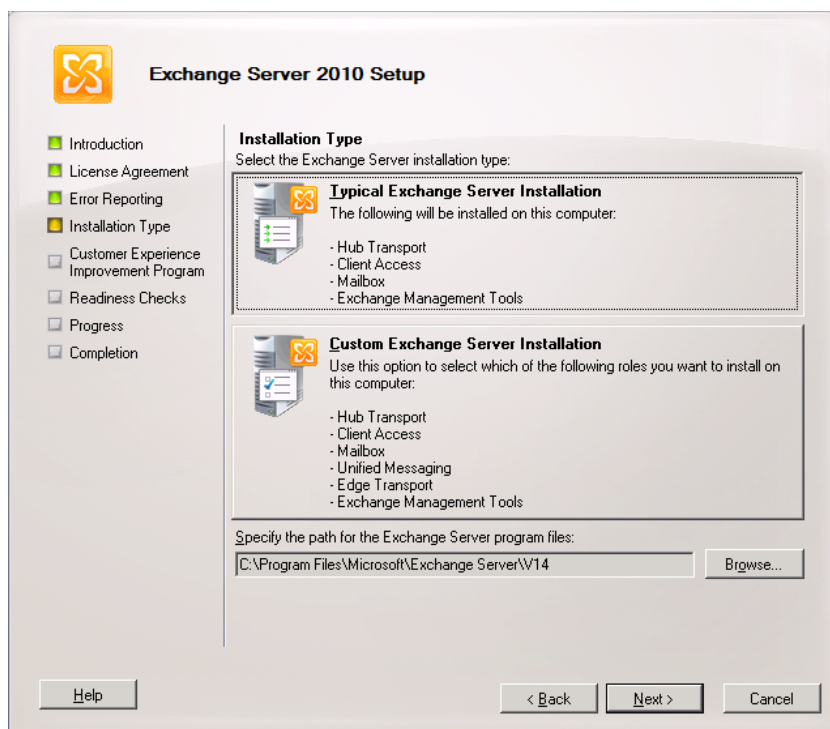 Exchange Server 2010 Setup
Introduction
License Agreement
Error Reporting
Installation Type
Customer Experience
Improvement Program
Readiness Checks
Progress
Completion
Installation Type
Select the Exchange Server installation type:
Typical Exchange Server Installation
The following will be installed on this computer:
- Hub Transport
- Client Access
- Mailbox
- Exchange Management Tools
Custom Exchange Server Installation
Use this option to select which of the following roles you want to install on
this computer:
- Hub Transport
- Client Access
- Mailbox
- Unified Messaging
- Edge Transport
- Exchange Management Tools
Specify the path for the Exchange Server program files:
C:\Program Files\Microsoft\Exchange Server\V14
Browse...
Help
< Back
Next >
Cancel